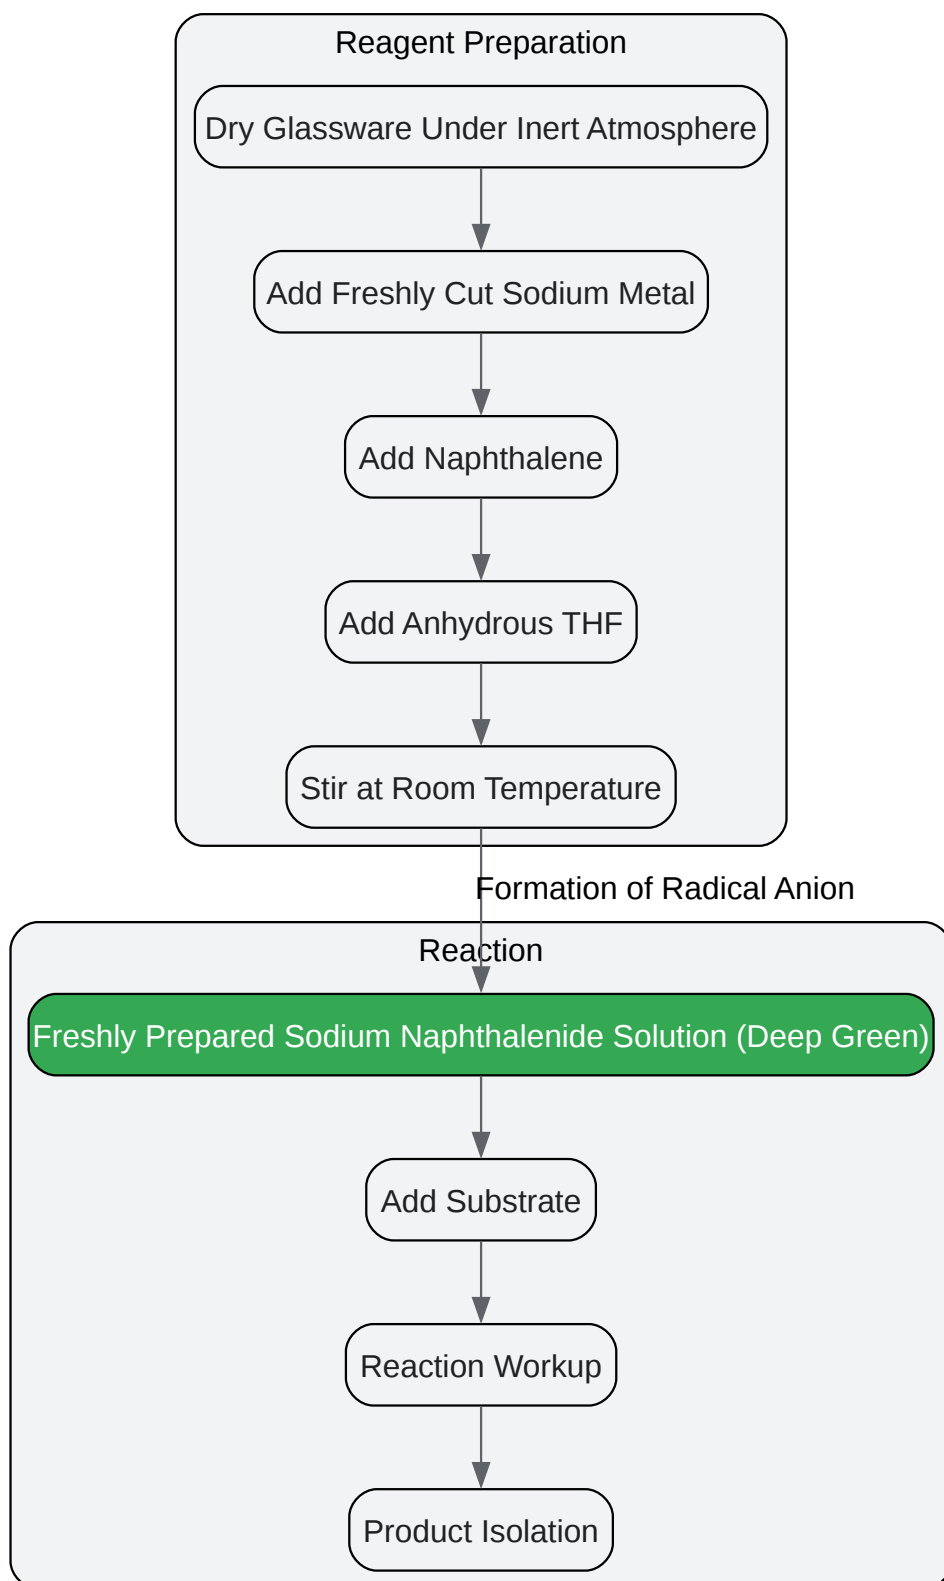 Reagent Preparation
Dry Glassware Under Inert Atmosphere
Add Freshly Cut Sodium Metal
Add Naphthalene
Add Anhydrous THF
Stir at Room Temperature
Formation of Radical Anion
Reaction
Freshly Prepared Sodium Naphthalenide Solution (Deep Green)
Add Substrate
Reaction Workup
Product Isolation